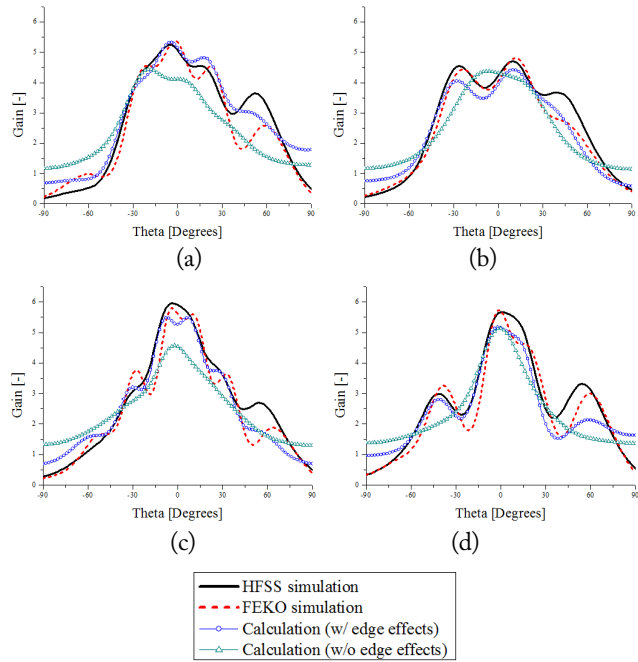 6
5
4
3
2
1
0
Gain [-]
-90 -60 -30 0 30 60 90
Theta [Degrees]
(a)
6
5
4
3
2
1
0
Gain [-]
-90 -60 -30 0 30 60 90
Theta [Degrees]
(b)
6
5
4
3
2
1
0
Gain [-]
-90 -60 -30 0 30 60 90
Theta [Degrees]
(c)
6
5
4
3
2
1
0
Gain [-]
-90 -60 -30 0 30 60 90
Theta [Degrees]
(d)
HFSS simulation
FEKO simulation
Calculation (w/ edge effects)
Calculation (w/o edge effects)